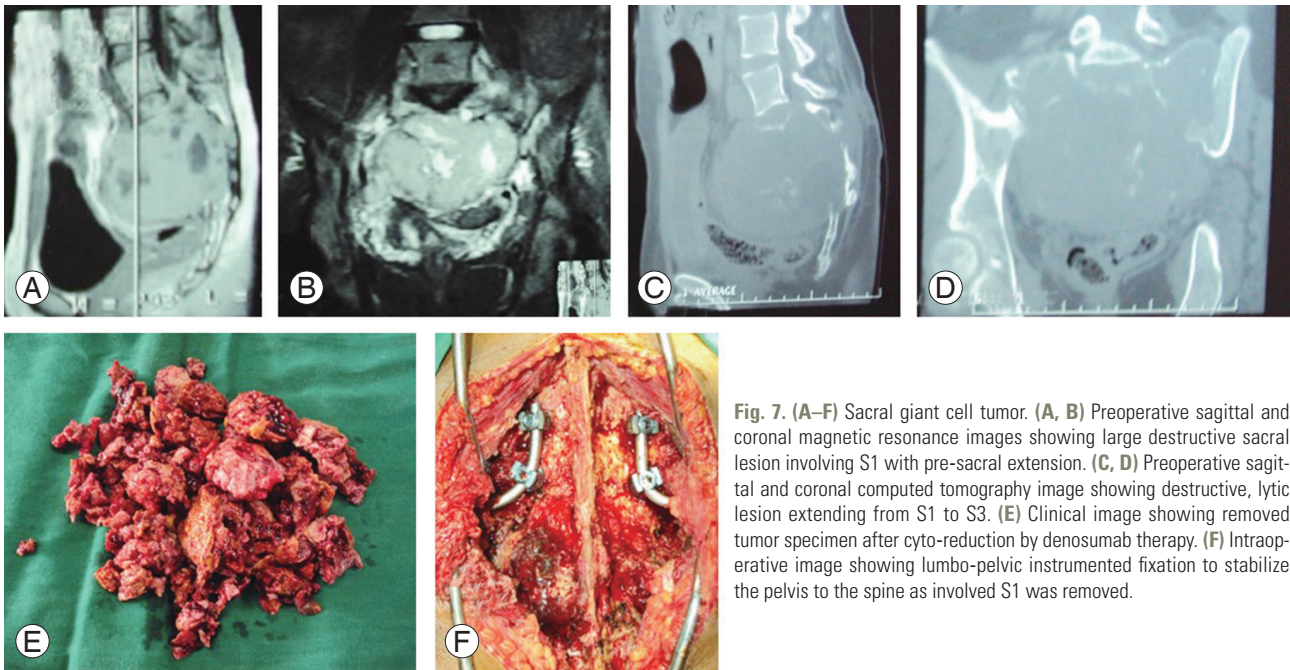 A
B
C
1 AVERAGE
D
E
F
Fig. 7. (A–F) Sacral giant cell tumor. (A, B) Preoperative sagittal and
coronal magnetic resonance images showing large destructive sacral
lesion involving S1 with pre-sacral extension. (C, D) Preoperative sagit-
tal and coronal computed tomography image showing destructive, lytic
lesion extending from S1 to S3. (E) Clinical image showing removed
tumor specimen after cyto-reduction by denosumab therapy. (F) Intraop-
erative image showing lumbo-pelvic instrumented fixation to stabilize
the pelvis to the spine as involved S1 was removed.